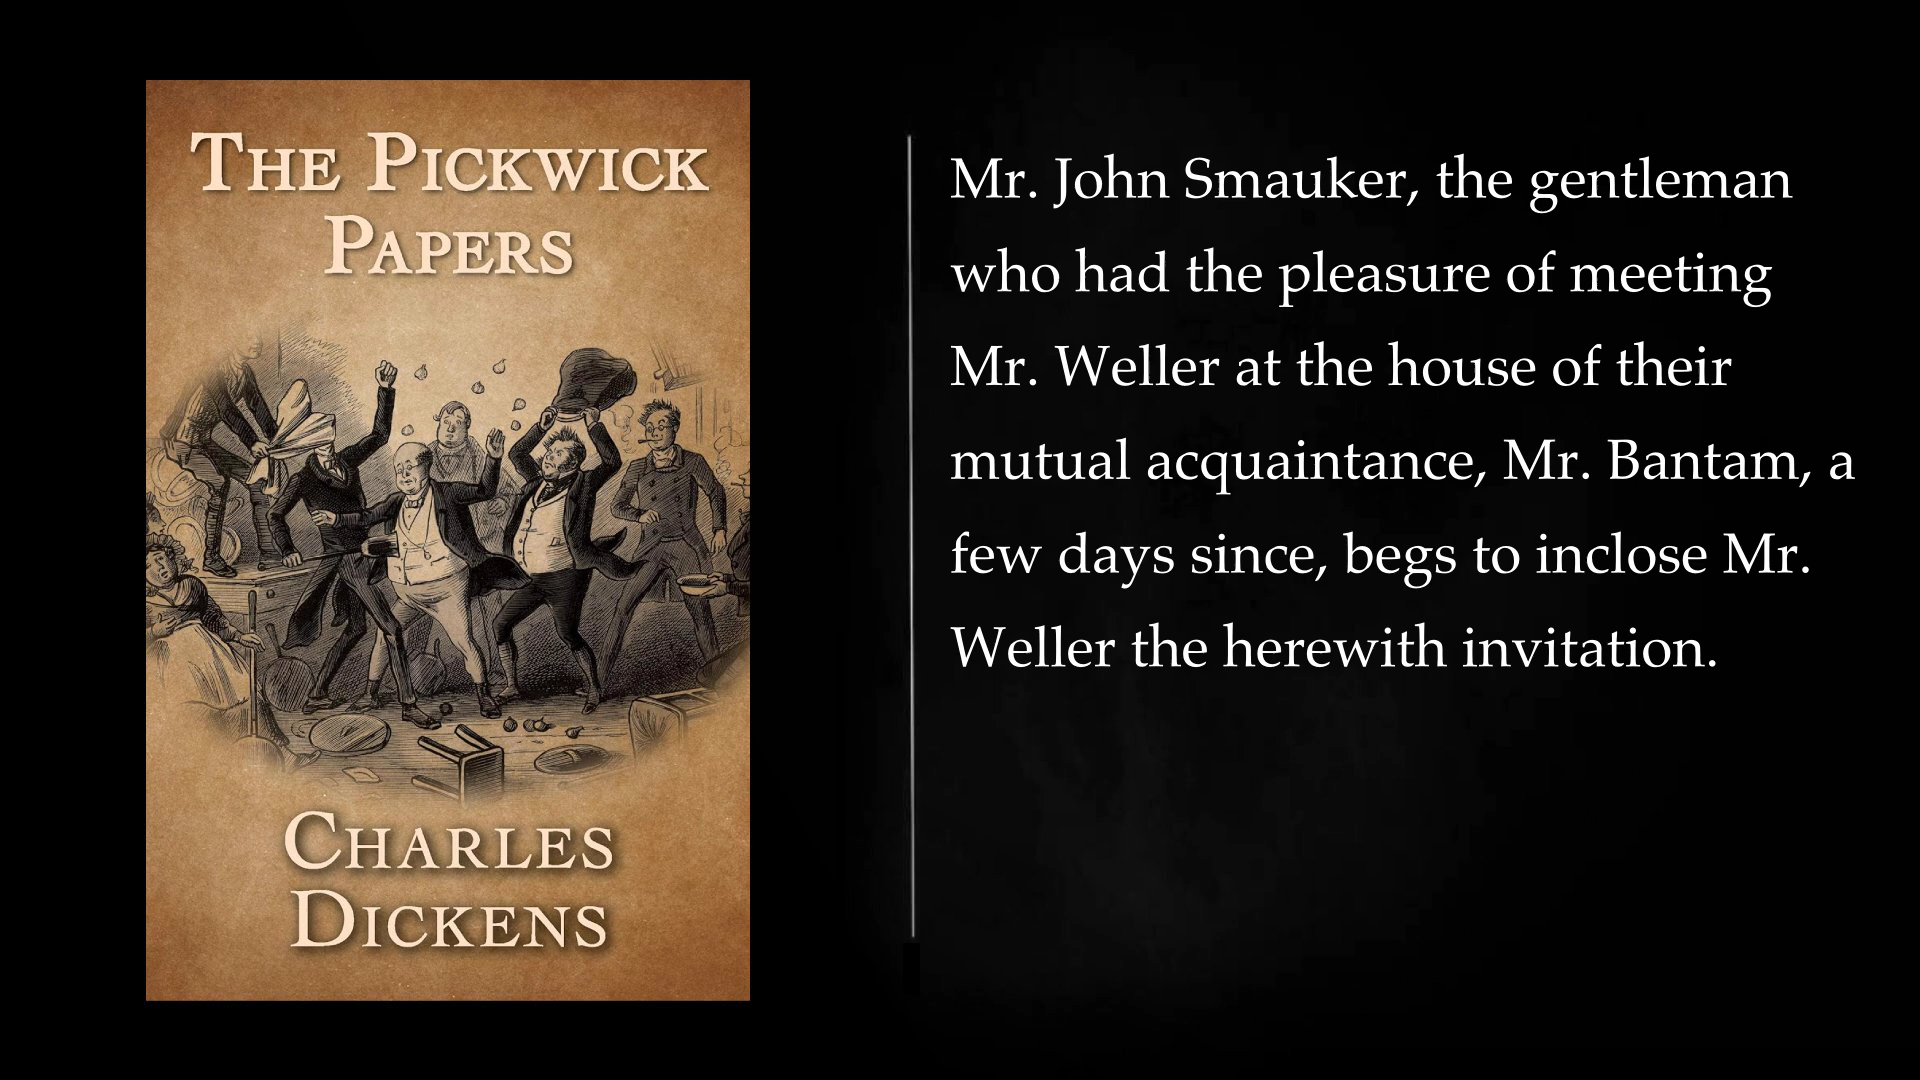 The Pickwick
Papers
Charles
Dickens
Mr. John Smauker, the gentleman
who had the pleasure of meeting
Mr. Weller at the house of their
mutual acquaintance, Mr. Bantam, a
few days since, begs to inclose Mr.
Weller the herewith invitation.